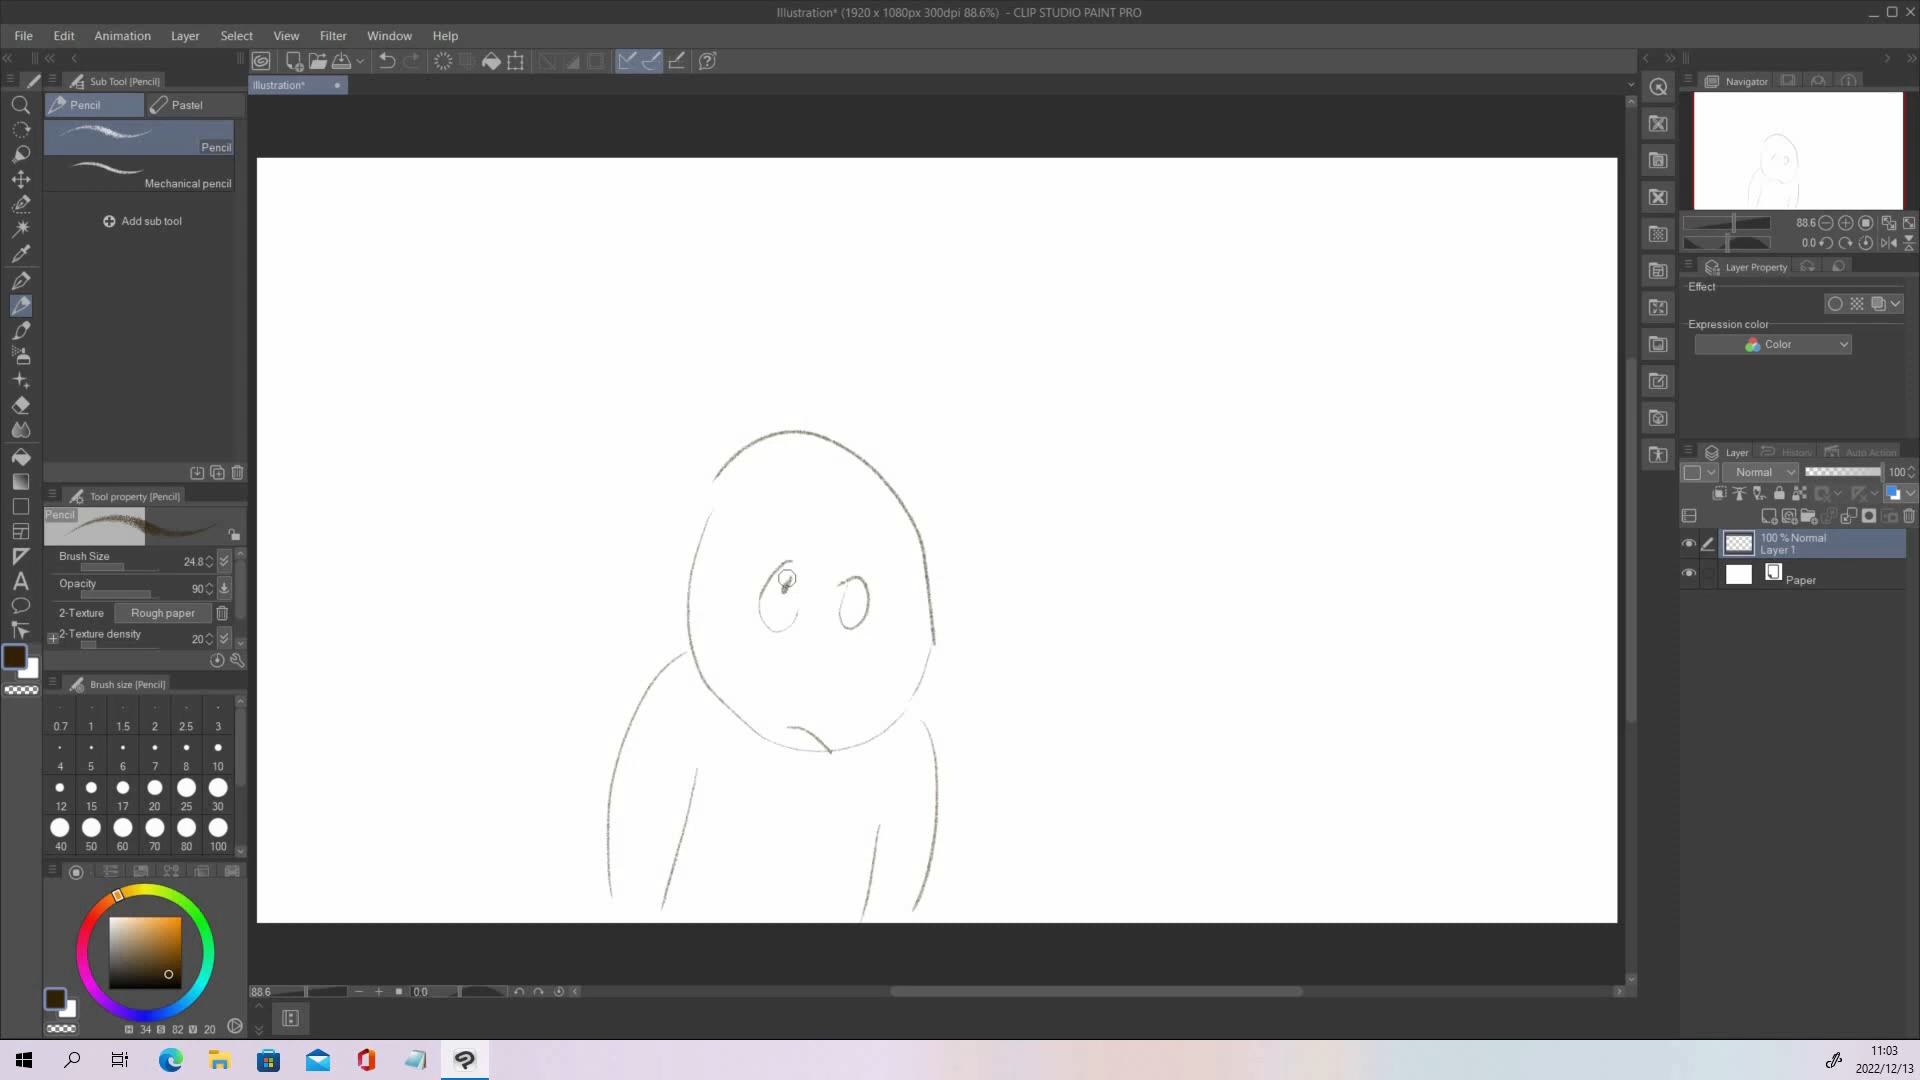 Illustration* (1920 x 1080px 300dpi 88.6%) - CLIP STUDIO PAINT PRO
File Edit Animation Layer Select View Filter Window Help
Sub Tool [Pencil]
Illustration*
Navigator
Pencil Pastel
Pencil
Mechanical pencil
Add sub tool
88.6
0.0
Layer Property
Effect
Expression color
Color
Layer History Auto Action
Normal 100
100 % Normal
Layer 1
Paper
Tool property [Pencil]
Pencil
Brush Size 24.8
Opacity 90
2-Texture Rough paper
2-Texture density 20
Brush size [Pencil]
0.7 1 1.5 2 2.5 3
4 5 6 7 8 10
12 15 17 20 25 30
40 50 60 70 80 100
H 34 S 82 V 20
88.6 0.0
11:03
2022/12/13